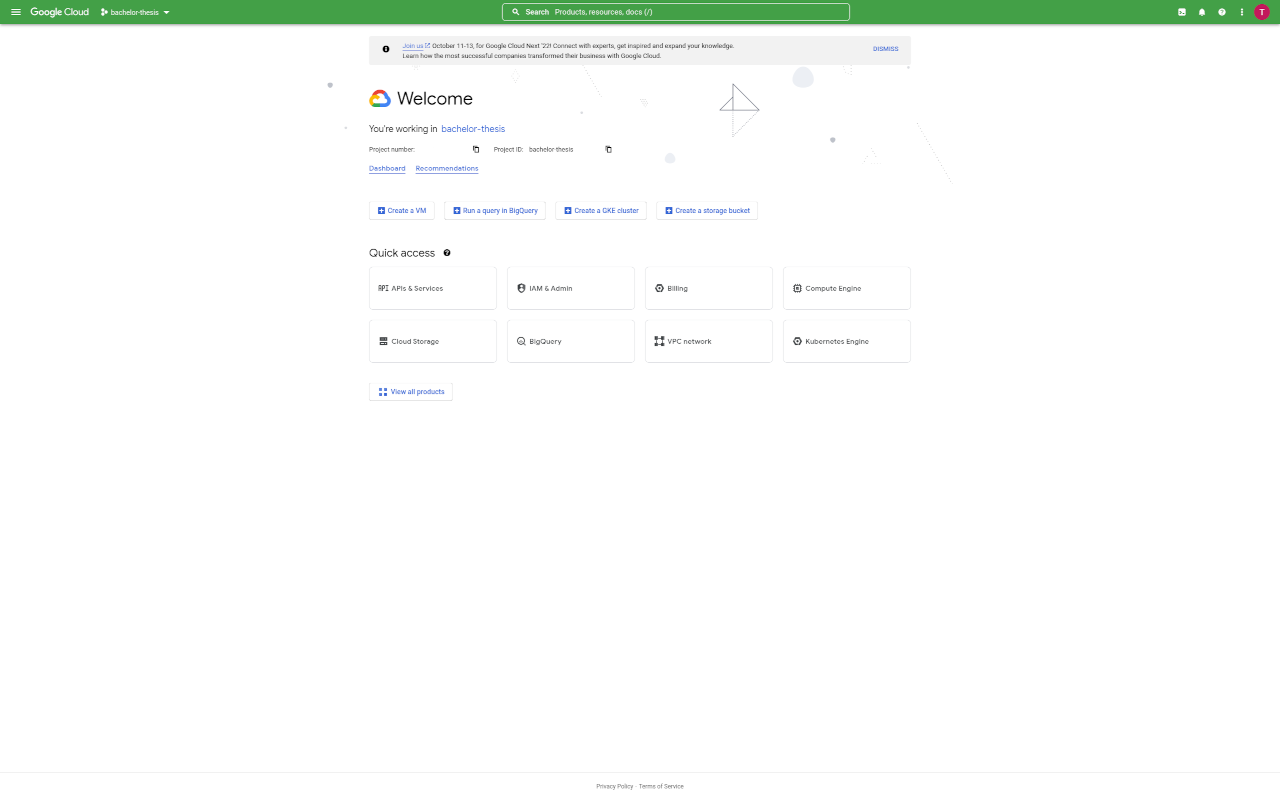 Google Cloud bachelor-thesis Search Products, resources, docs (/) T
Join us October 11-13, for Google Cloud Next '22! Connect with experts, get inspired and expand your knowledge.
Learn how the most successful companies transformed their business with Google Cloud.
DISMISS
Welcome
You're working in bachelor-thesis
Project number: Project ID: bachelor-thesis
Dashboard Recommendations
Create a VM Run a query in BigQuery Create a GKE cluster Create a storage bucket
Quick access
API APIs & Services IAM & Admin Billing Compute Engine
Cloud Storage BigQuery VPC network Kubernetes Engine
View all products
Privacy Policy · Terms of Service